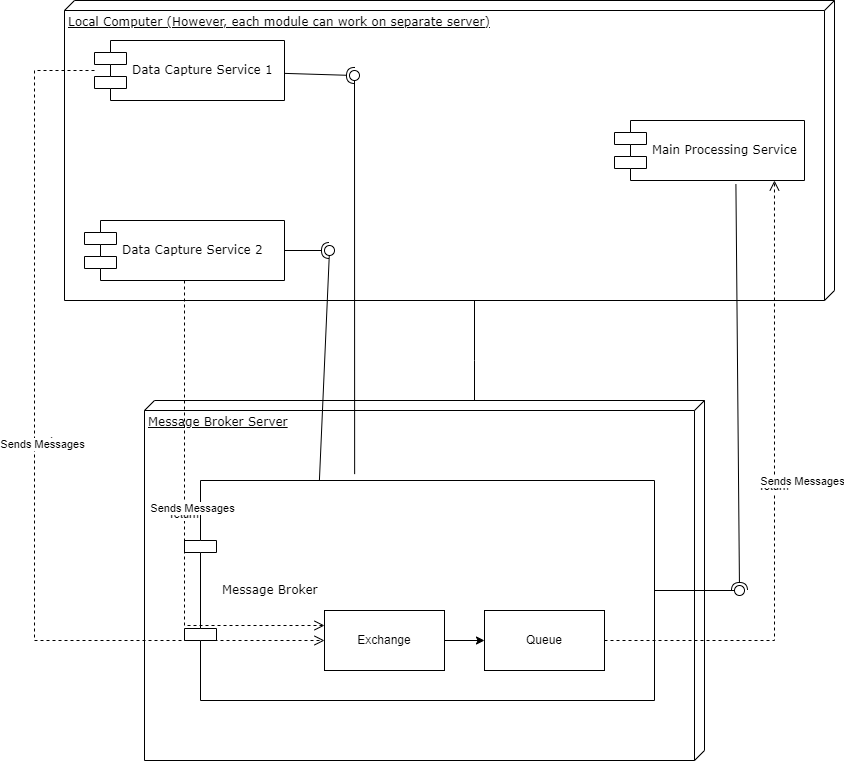 Local Computer (However, each module can work on separate server)
Data Capture Service 1
Main Processing Service
Data Capture Service 2
Message Broker Server
Sends Messages
Sends Messages
Sends Messages
Message Broker
Exchange
Queue